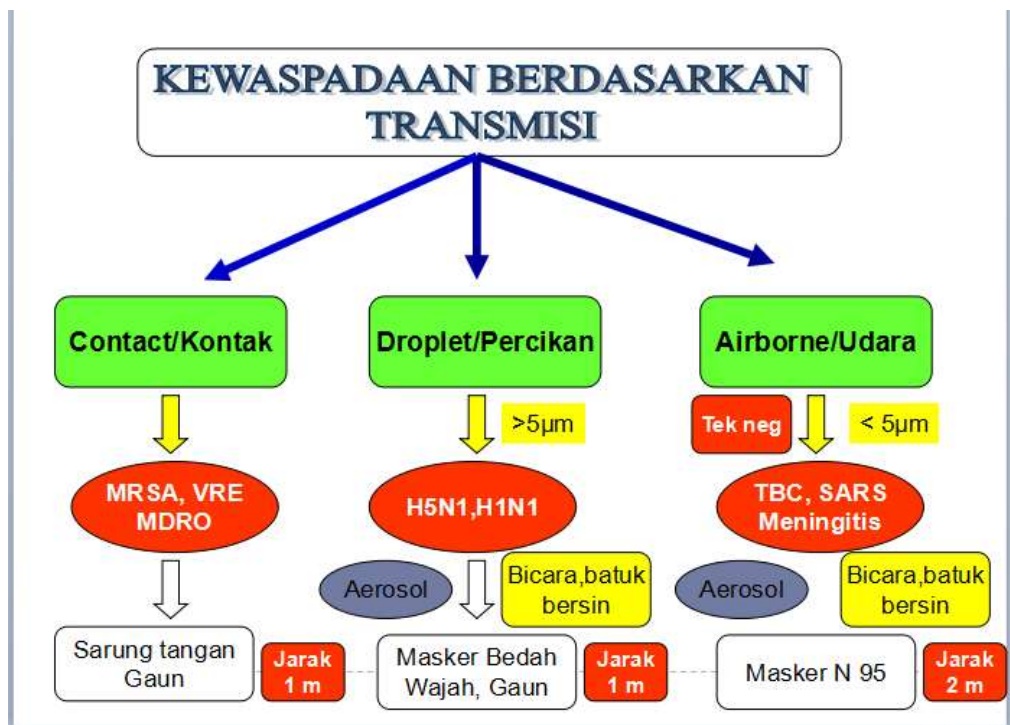 KEWASPADAAN BERDASARKAN
TRANSMISI
Contact/Kontak
Droplet/Percikan
Airborne/Udara
>5µm
Tek neg
< 5µm
MRSA, VRE
MDRO
H5N1,H1N1
TBC, SARS
Meningitis
Aerosol
Bicara,batuk
bersin
Aerosol
Bicara,batuk
bersin
Sarung tangan
Gaun
Jarak
1 m
Masker Bedah
Wajah, Gaun
Jarak
1 m
Masker N 95
Jarak
2 m